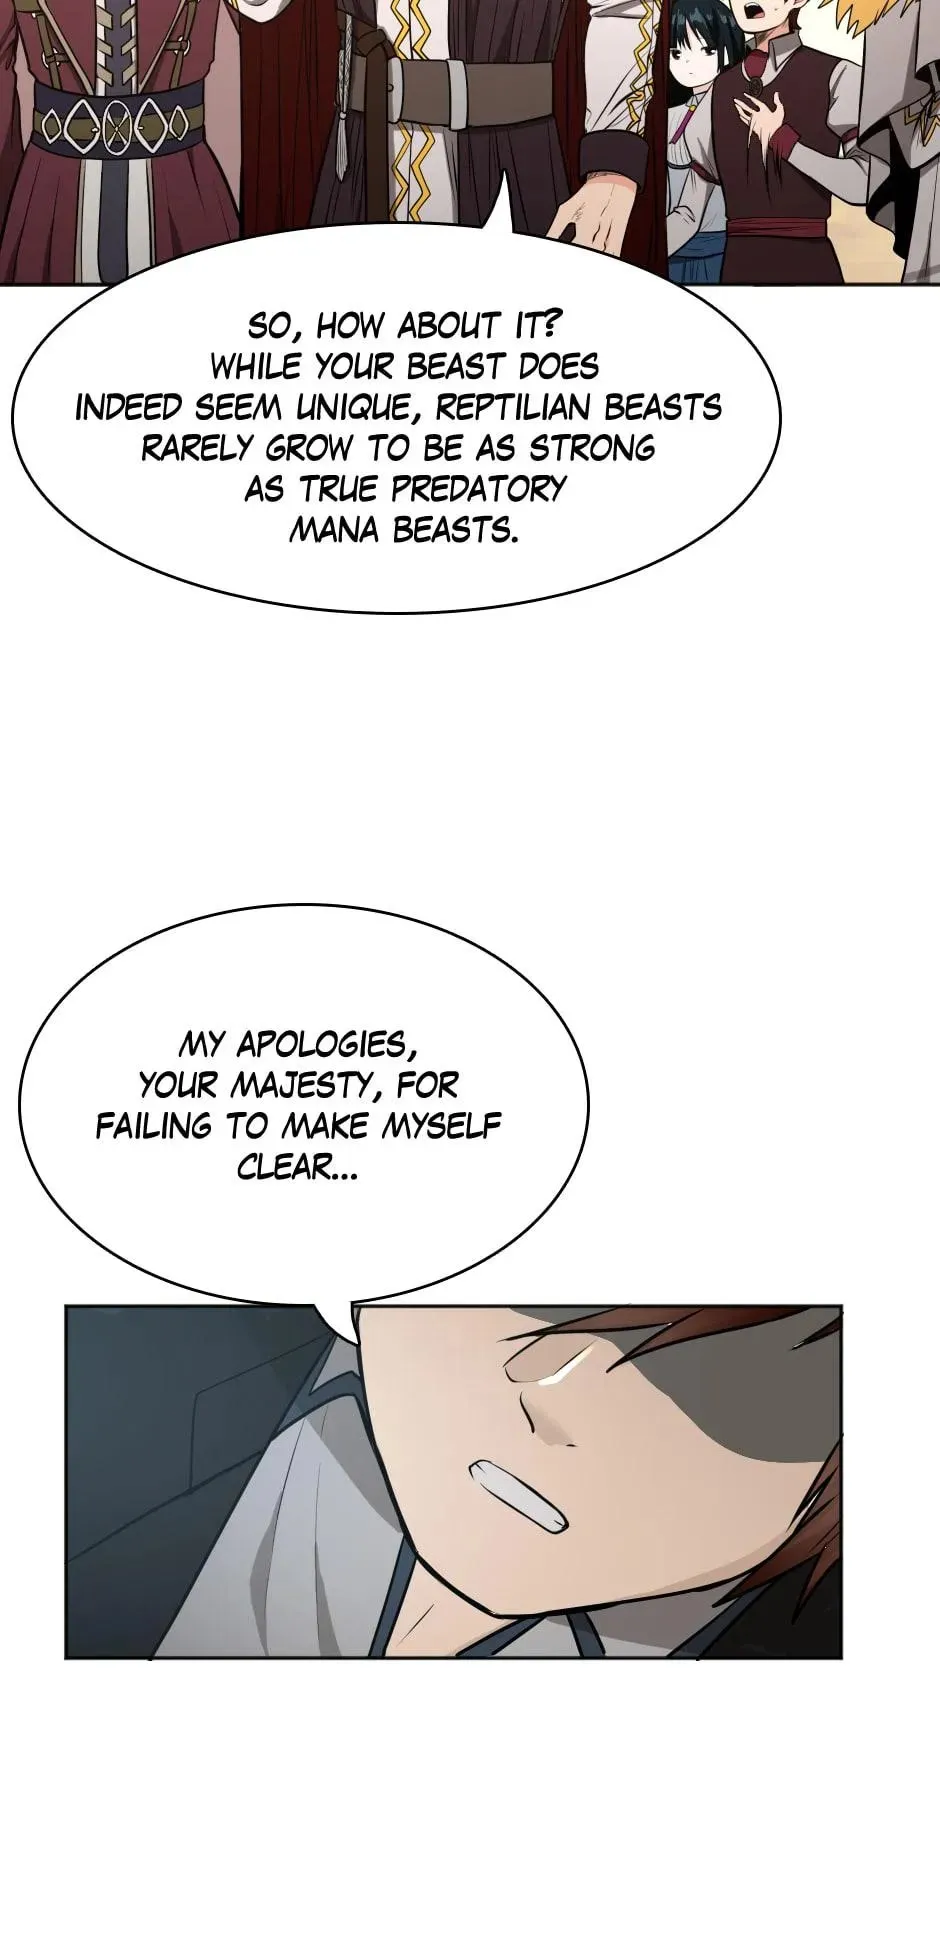 SO, HOW ABOUT IT?
WHILE YOUR BEAST DOES
INDEED SEEM UNIQUE, REPTILIAN BEASTS
RARELY GROW TO BE AS STRONG
AS TRUE PREDATORY
MANA BEASTS.
MY APOLOGIES,
YOUR MAJESTY, FOR
FAILING TO MAKE MYSELF
CLEAR...